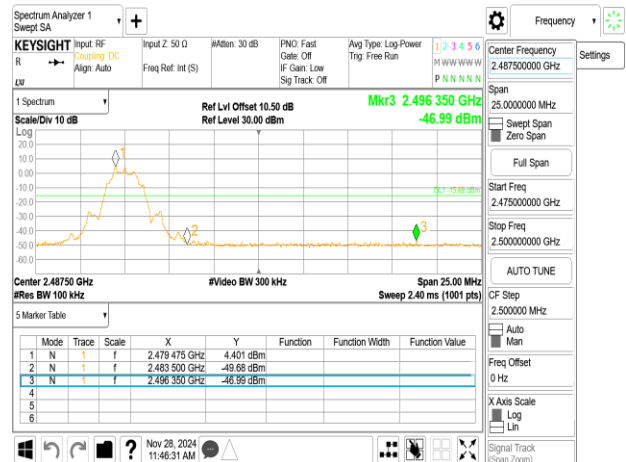 Spectrum Analyzer 1
Swept SA
Frequency
KEYSIGHT
R
LXI
Input: RF
Coupling: DC
Align: Auto
Input Z: 50 Ω
Freq Ref: Int (S)
#Atten: 30 dB
PNO: Fast
Gate: Off
IF Gain: Low
Sig Track: Off
Avg Type: Log-Power
Trig: Free Run
1 2 3 4 5 6
M W W W W W
P N N N N N
1 Spectrum
Scale/Div 10 dB
Ref Lvl Offset 10.50 dB
Ref Level 30.00 dBm
Mkr3 2.496 350 GHz
-46.99 dBm
Log
20.0
10.0
0.00
-10.0
-20.0
-30.0
-40.0
-50.0
-60.0
1
2
3
DL1 -15.69 dBm
Center 2.48750 GHz
#Video BW 300 kHz
Span 25.00 MHz
#Res BW 100 kHz
Sweep 2.40 ms (1001 pts)
5 Marker Table
Mode Trace Scale X Y Function Function Width Function Value
1 N 1 f 2.479 475 GHz 4.401 dBm
2 N 1 f 2.483 500 GHz -49.68 dBm
3 N 1 f 2.496 350 GHz -46.99 dBm
4
5
6
?
Nov 28, 2024
11:46:31 AM
Center Frequency
2.487500000 GHz
Settings
Span
25.0000000 MHz
Swept Span
Zero Span
Full Span
Start Freq
2.475000000 GHz
Stop Freq
2.500000000 GHz
AUTO TUNE
CF Step
2.500000 MHz
Auto
Man
Freq Offset
0 Hz
X Axis Scale
Log
Lin
Signal Track
(Span Zoom)